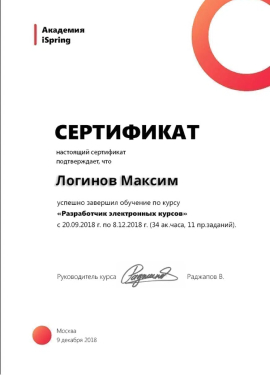 Академия
iSpring
СЕРТИФИКАТ
настоящий сертификат
подтверждает, что
Логинов Максим
успешно завершил обучение по курсу
«Разработчик электронных курсов»
с 20.09.2018 г. по 8.12.2018 г. (34 ак.часа, 11 пр.заданий).
Руководитель курса Раджапов В.
Москва
9 декабря 2018